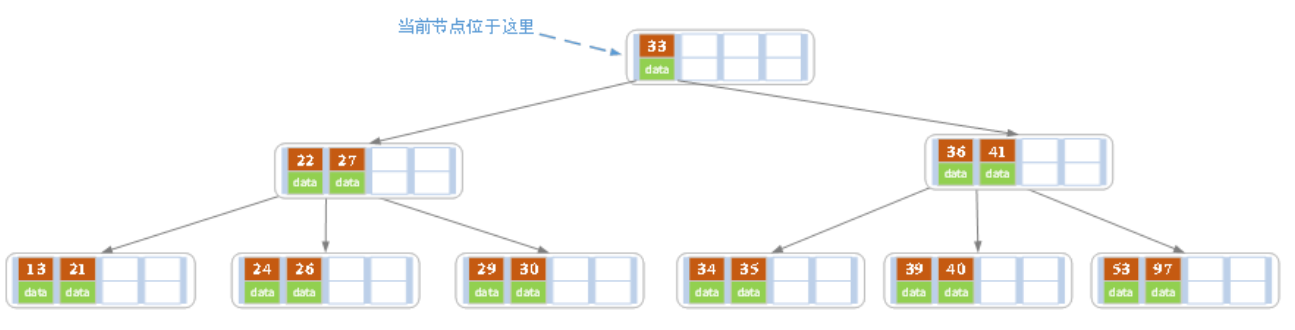 当前节点位于这里
33
data
22 27
data data
36 41
data data
13 21
data data
24 26
data data
29 30
data data
34 35
data data
39 40
data data
53 97
data data